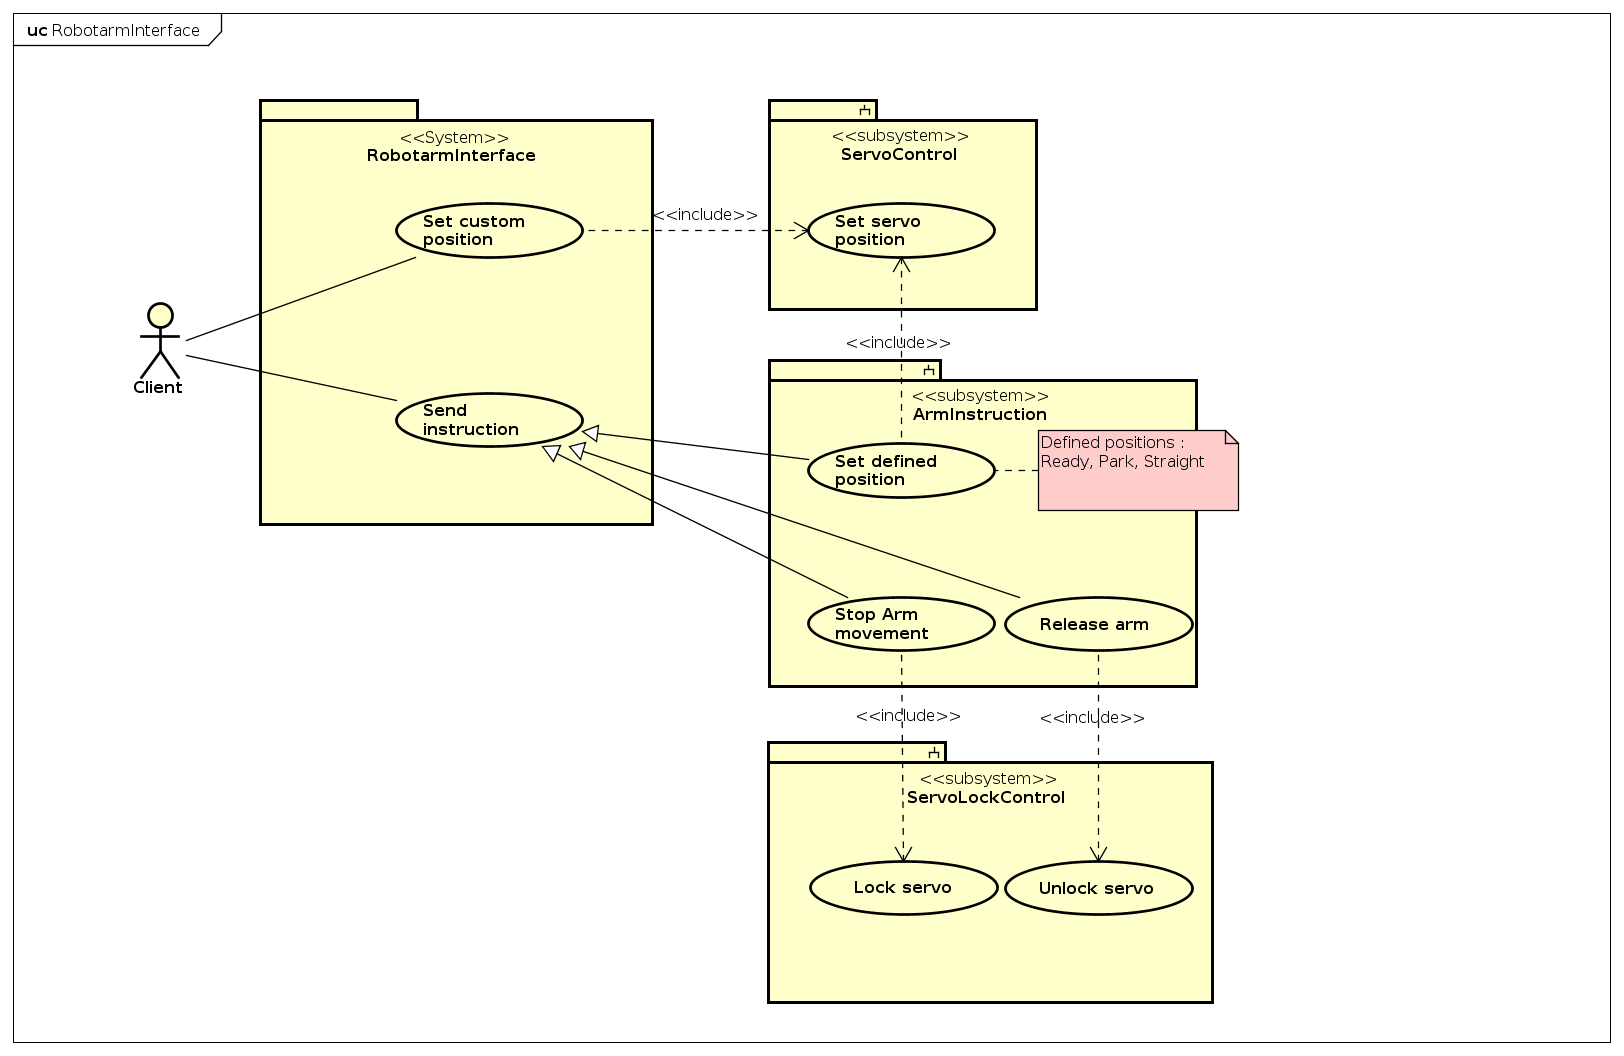 uc RobotarmInterface
<<System>>
RobotarmInterface
Set custom
position
Send
instruction
Client
<<include>>
<<subsystem>>
ServoControl
Set servo
position
<<include>>
<<subsystem>>
ArmInstruction
Set defined
position
Defined positions :
Ready, Park, Straight
Stop Arm
movement
Release arm
<<include>>
<<include>>
<<subsystem>>
ServoLockControl
Lock servo
Unlock servo